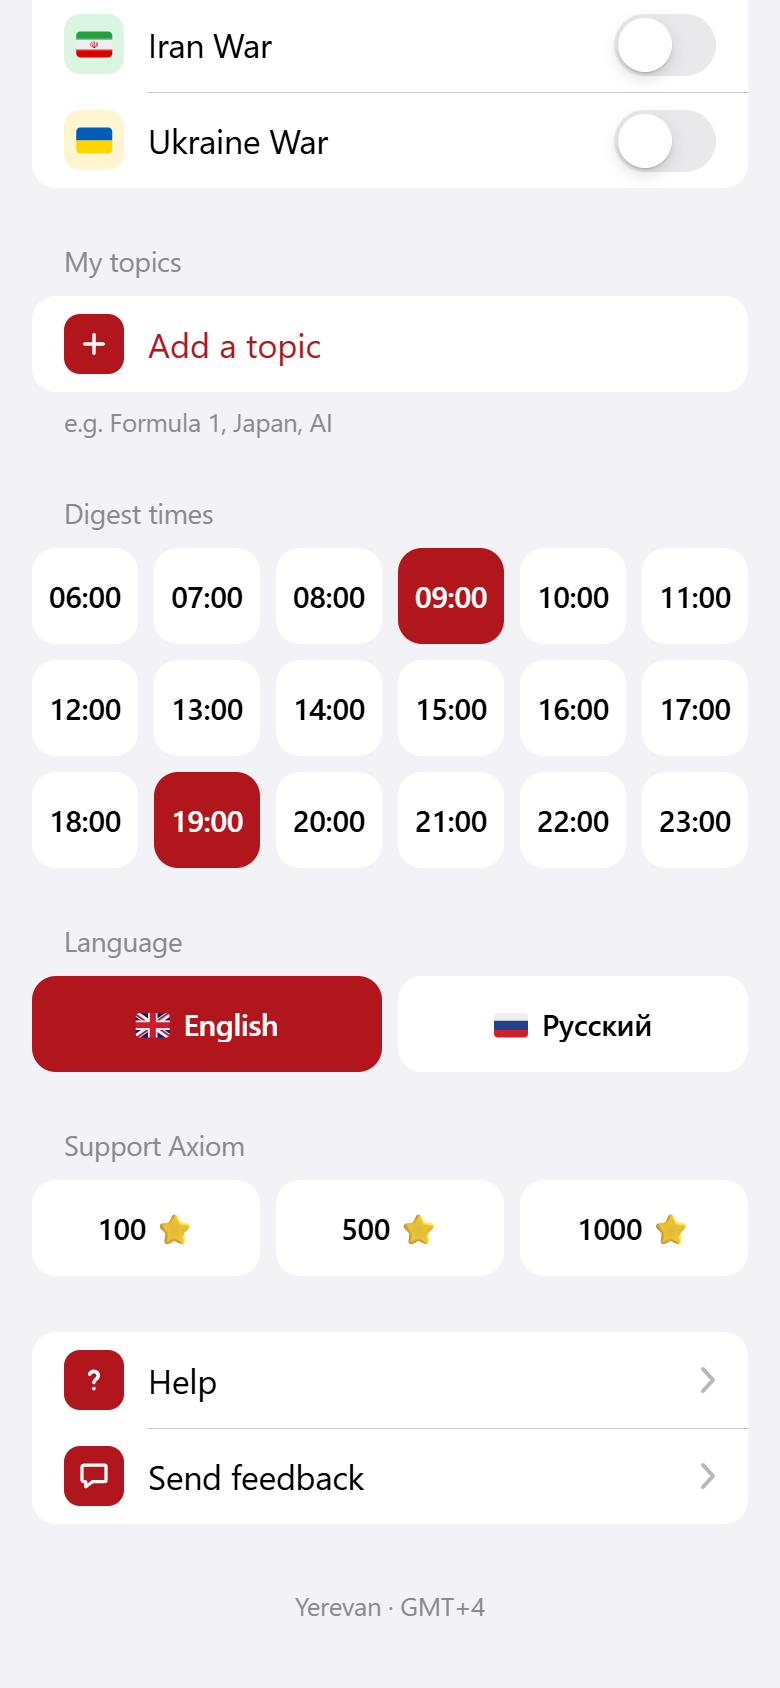 Iran War
Ukraine War
My topics
Add a topic
e.g. Formula 1, Japan, AI
Digest times
06:00 07:00 08:00 09:00 10:00 11:00
12:00 13:00 14:00 15:00 16:00 17:00
18:00 19:00 20:00 21:00 22:00 23:00
Language
English Русский
Support Axiom
100 500 1000
Help
Send feedback
Yerevan · GMT+4